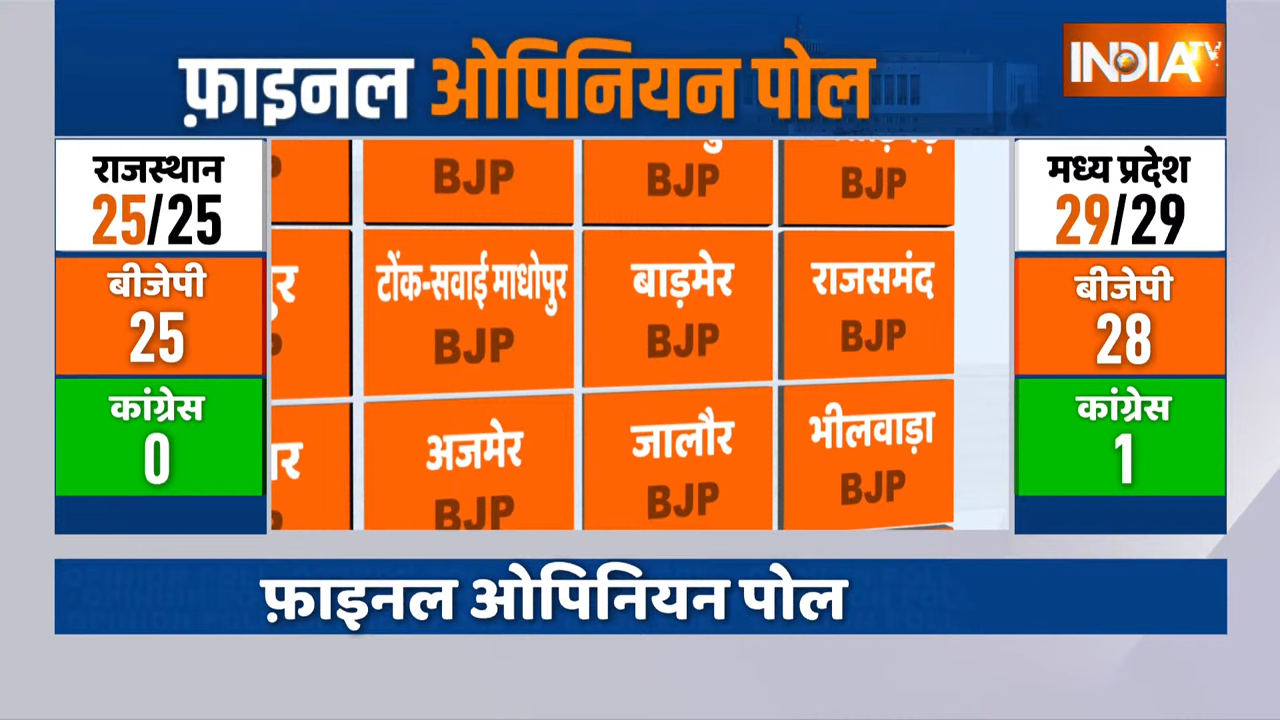 फ़ाइनल ओपिनियन पोल
INDIA TV
राजस्थान
25/25
बीजेपी
25
कांग्रेस
0
BJP
BJP
BJP
टोंक-सवाई माधोपुर
BJP
बाड़मेर
BJP
राजसमंद
BJP
अजमेर
BJP
जालौर
BJP
भीलवाड़ा
BJP
मध्य प्रदेश
29/29
बीजेपी
28
कांग्रेस
1
फ़ाइनल ओपिनियन पोल